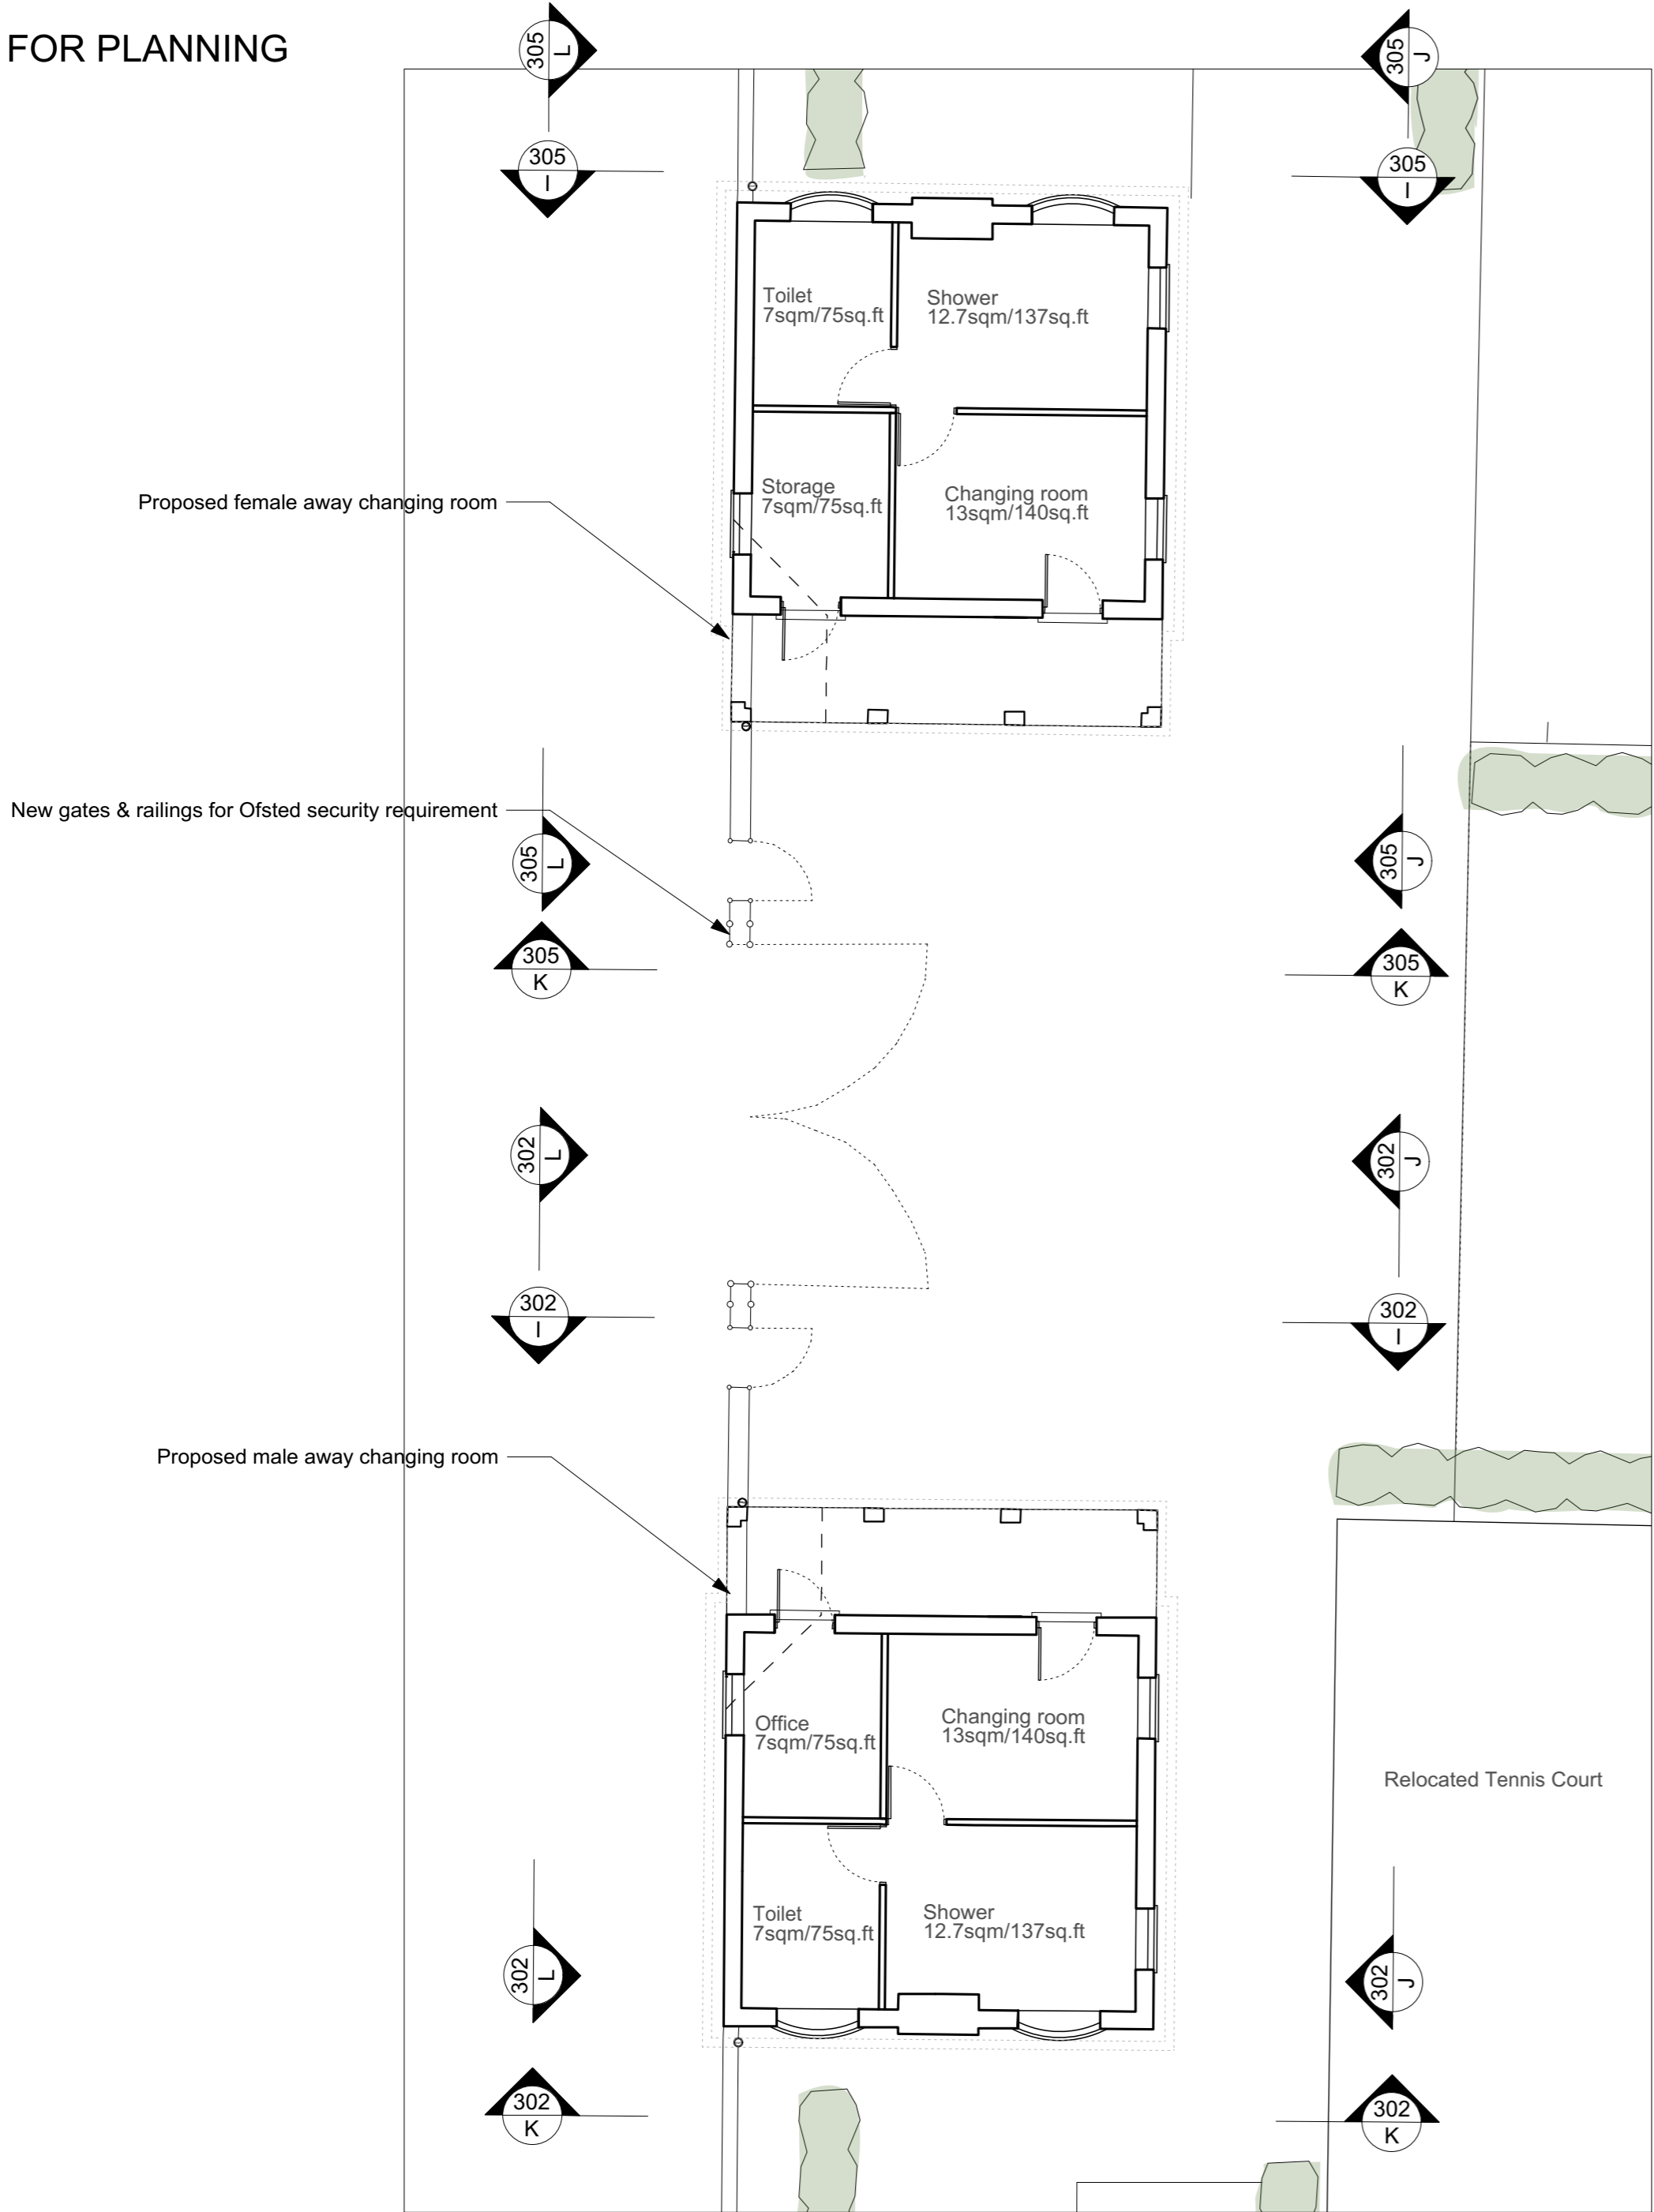 FOR PLANNING
305
L
305
J
305
I
305
I
Toilet
7sqm/75sq.ft
Shower
12.7sqm/137sq.ft
Storage
7sqm/75sq.ft
Changing room
13sqm/140sq.ft
Proposed female away changing room
New gates & railings for Ofsted security requirement
305
L
305
J
305
K
305
K
302
L
302
J
302
I
302
I
Proposed male away changing room
Office
7sqm/75sq.ft
Changing room
13sqm/140sq.ft
Relocated Tennis Court
Toilet
7sqm/75sq.ft
Shower
12.7sqm/137sq.ft
302
L
302
J
302
K
302
K